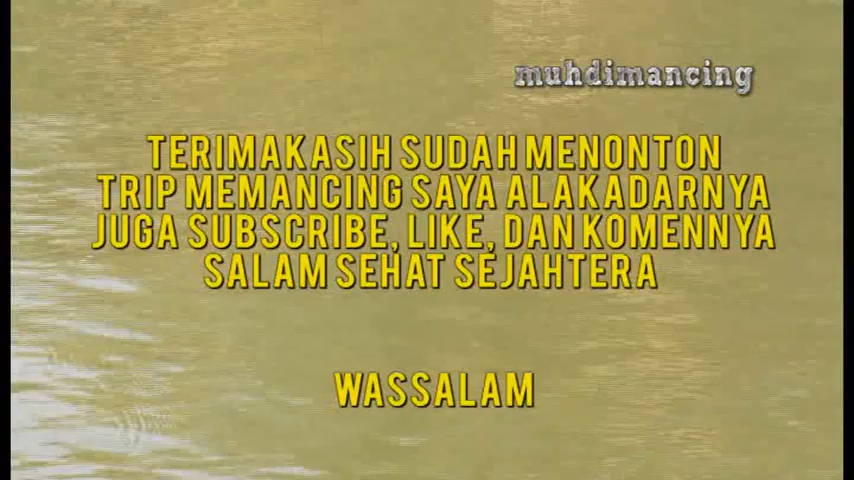 muhdimancing
TERIMAKASIH SUDAH MENONTON
TRIP MEMANCING SAYA ALAKADARNYA
JUGA SUBSCRIBE, LIKE, DAN KOMENNYA
SALAM SEHAT SEJAHTERA
WASSALAM